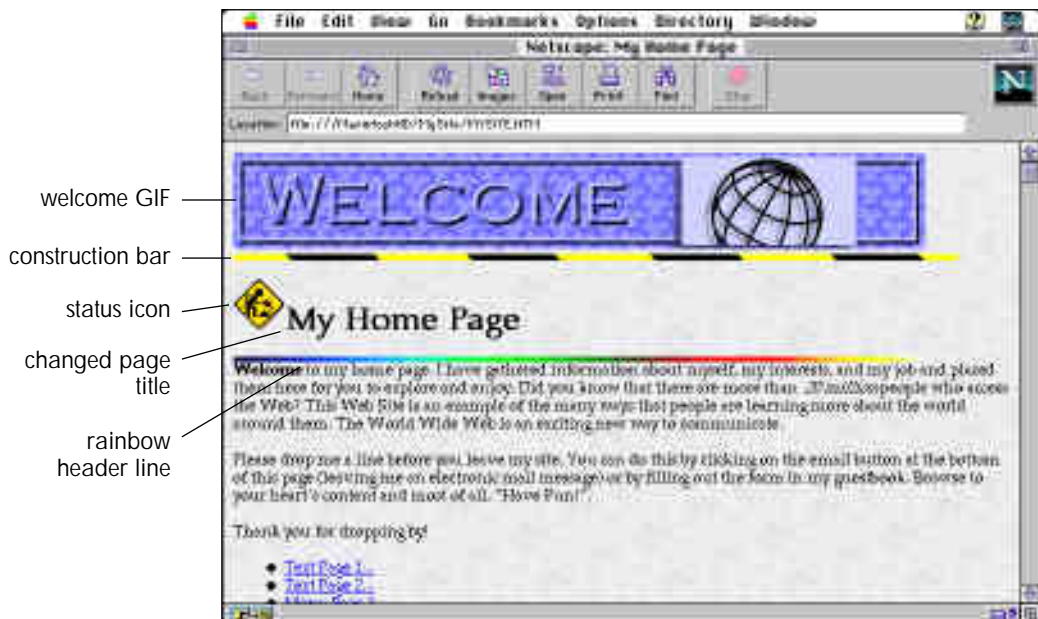 File Edit View Go Bookmarks Options Directory Window
Netscape: My Home Page
Back Forward Home Reload Images Open Print Find Stop
Location:
N
WELCOME
welcome GIF
construction bar
status icon
My Home Page
changed page
title
rainbow
header line
Welcome to my home page. I have gathered information about myself, my interests, and my job and placed
them here for you to explore and enjoy. Did you know that there are more than people who access
the Web? This Web Site is an example of the many ways that people are learning more about the world
around them. The World Wide Web is an exciting new way to communicate.
Please drop me a line before you leave my site. You can do this by clicking on the email button at the bottom
of this page (leaving me an electronic mail message) or by filling out the form in my guestbook. Browse to
your heart's content and most of all, "Have Fun!".
Thank you for dropping by!
Text Page 1...
Text Page 2...